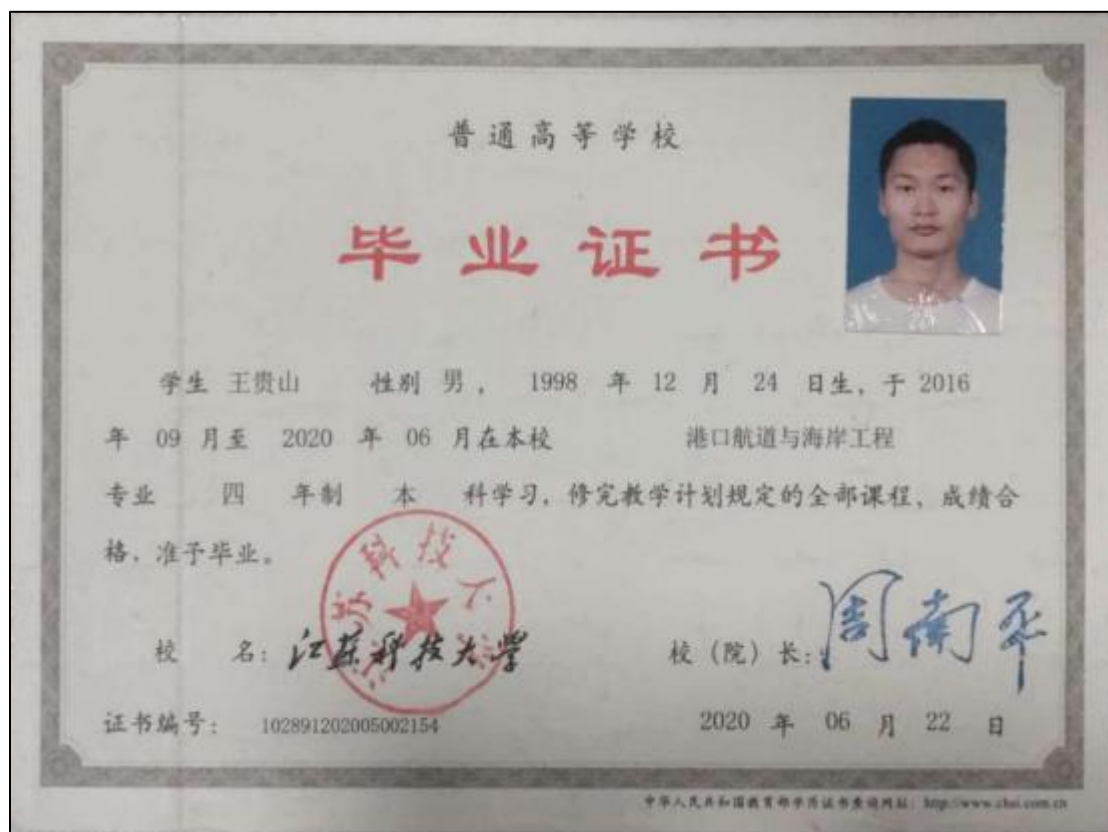 普通高等学校
毕业证书
学生 王贵山 性别 男， 1998 年 12 月 24 日生，于 2016
年 09 月至 2020 年 06 月在本校 港口航道与海岸工程
专业 四 年制 本 科学习，修完教学计划规定的全部课程，成绩合
格，准予毕业。
校 名：江苏科技大学 校（院）长：周南平
证书编号： 102891202005002154 2020 年 06 月 22 日
中华人民共和国教育部学历证书查询网址：http://www.chsi.com.cn